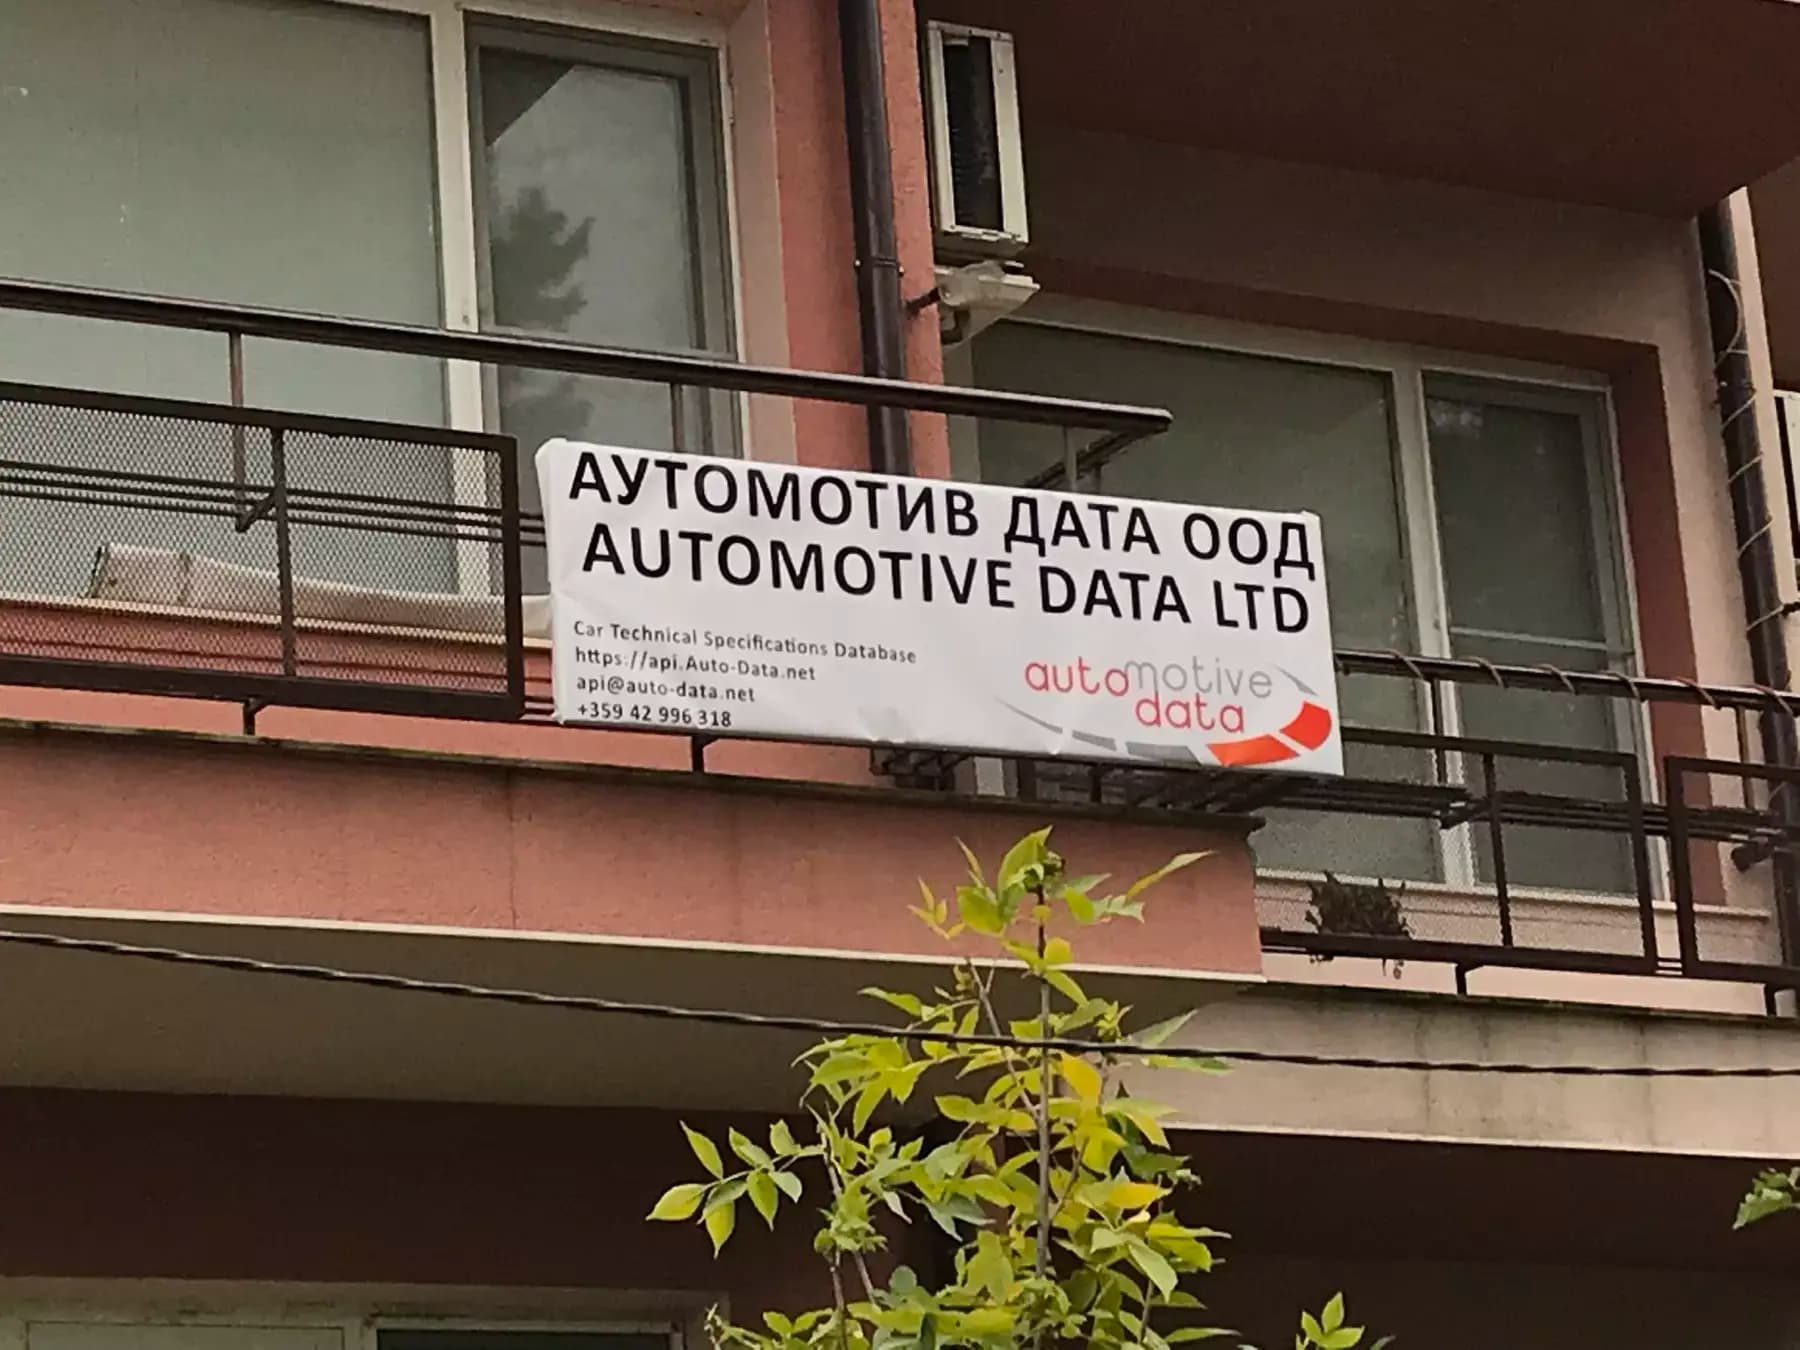 АУТОМОТИВ ДАТА ООД
AUTOMOTIVE DATA LTD
Car Technical Specifications Database
https://api.Auto-Data.net
api@auto-data.net
+359 42 996 318
automotive
data